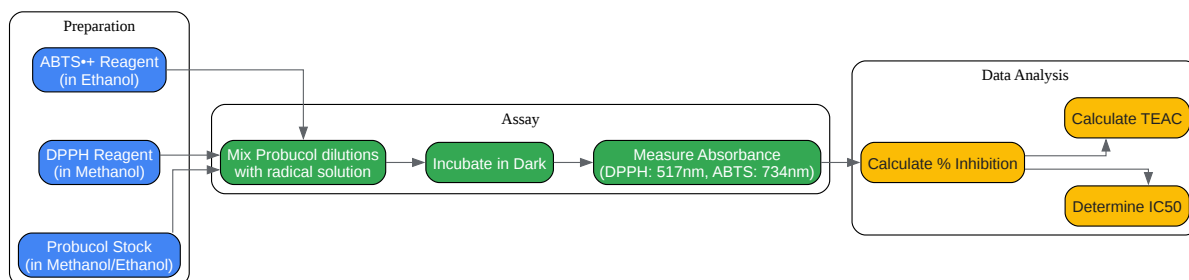 Preparation
ABTS•+ Reagent
(in Ethanol)
DPPH Reagent
(in Methanol)
Probucol Stock
(in Methanol/Ethanol)
Assay
Mix Probucol dilutions
with radical solution
Incubate in Dark
Measure Absorbance
(DPPH: 517nm, ABTS: 734nm)
Data Analysis
Calculate % Inhibition
Calculate TEAC
Determine IC50